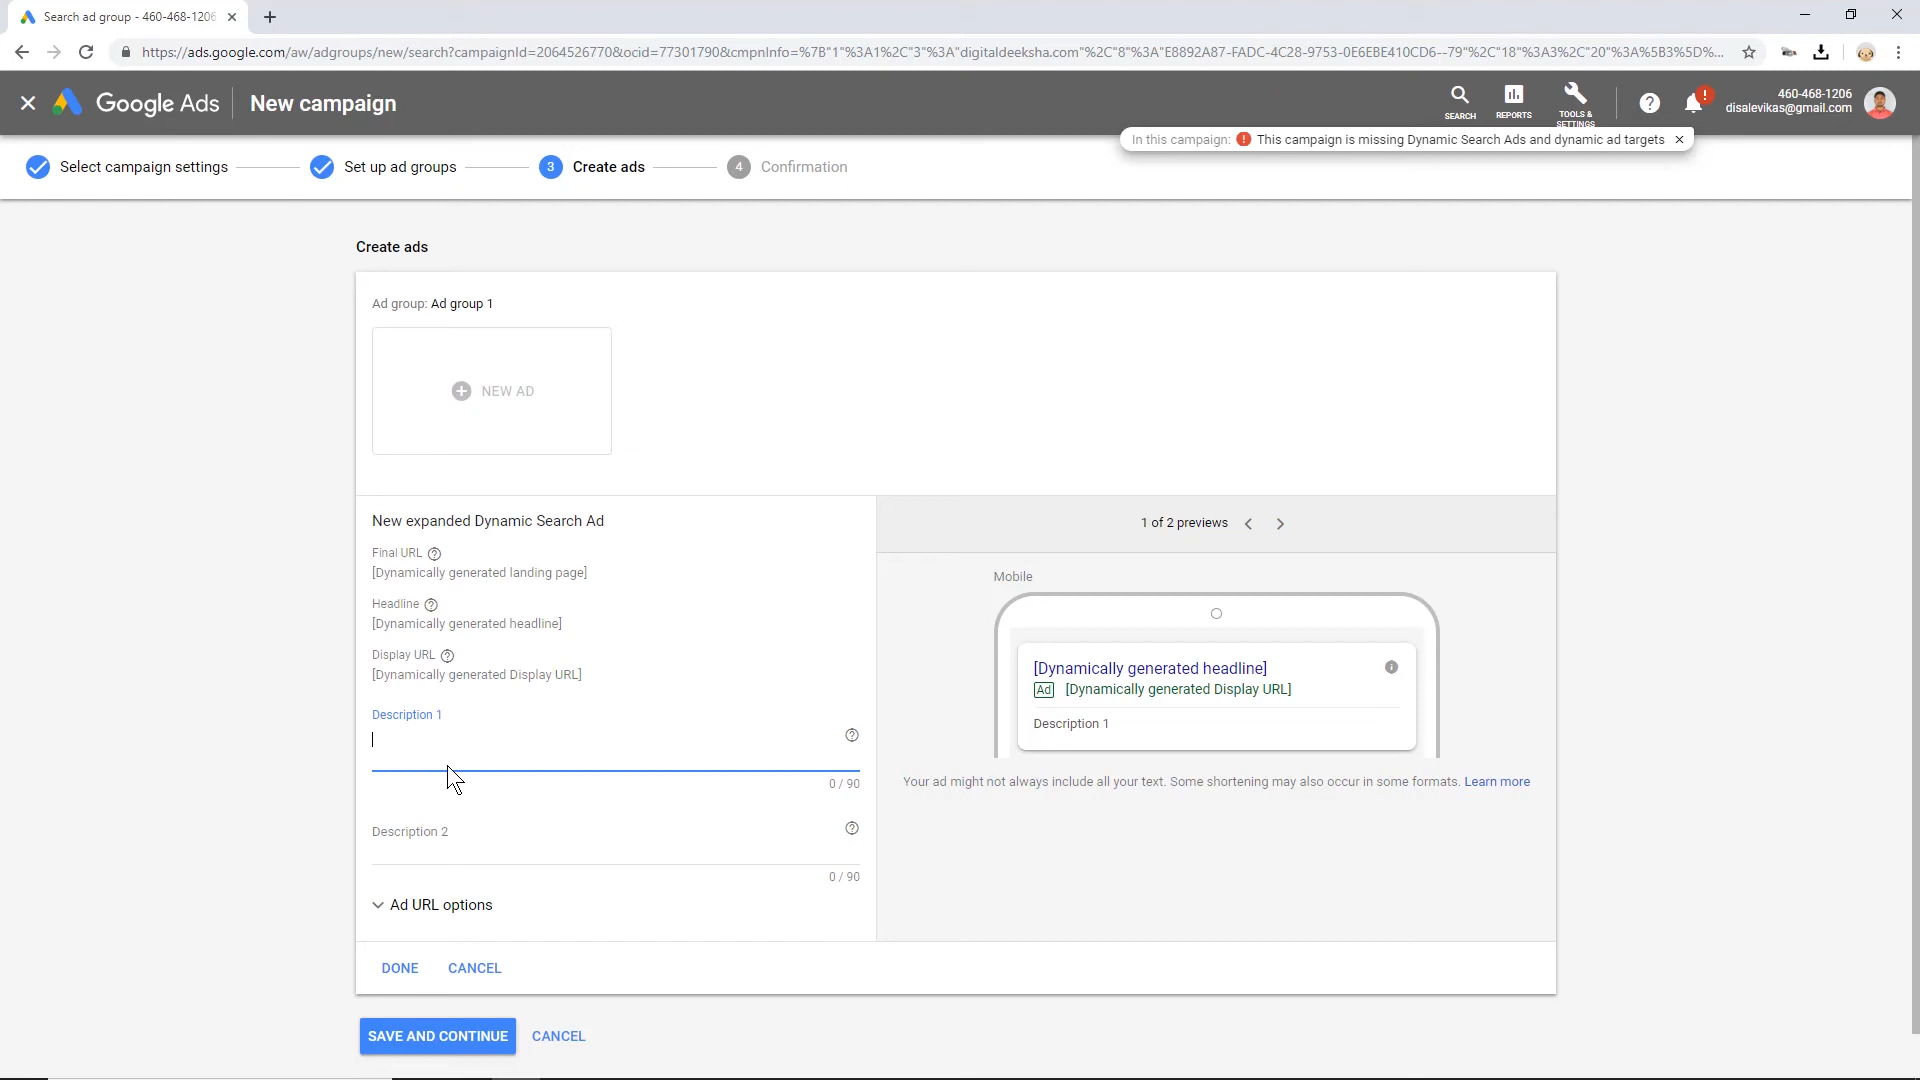 Search ad group - 460-468-1206
https://ads.google.com/aw/adgroups/new/search?campaignId=2064526770&ocid=77301790&cmpnInfo=%7B"1"%3A1%2C"3"%3A"digitaldeeksha.com"%2C"8"%3A"E8892A87-FADC-4C28-9753-0E6EBE410CD6--79"%2C"18"%3A3%2C"20"%3A%5B3%5D%...
Google Ads
New campaign
SEARCH
REPORTS
TOOLS & SETTINGS
460-468-1206
disalevikas@gmail.com
In this campaign: This campaign is missing Dynamic Search Ads and dynamic ad targets
Select campaign settings
Set up ad groups
3 Create ads
4 Confirmation
Create ads
Ad group: Ad group 1
NEW AD
New expanded Dynamic Search Ad
Final URL
[Dynamically generated landing page]
Headline
[Dynamically generated headline]
Display URL
[Dynamically generated Display URL]
Description 1
0 / 90
Description 2
0 / 90
Ad URL options
1 of 2 previews
Mobile
[Dynamically generated headline]
Ad [Dynamically generated Display URL]
Description 1
Your ad might not always include all your text. Some shortening may also occur in some formats. Learn more
DONE
CANCEL
SAVE AND CONTINUE
CANCEL